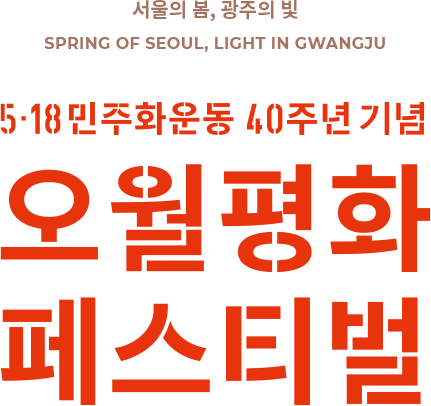 서울의 봄, 광주의 빛
SPRING OF SEOUL, LIGHT IN GWANGJU
5·18 민주화운동 40주년 기념
오월평화
페스티벌